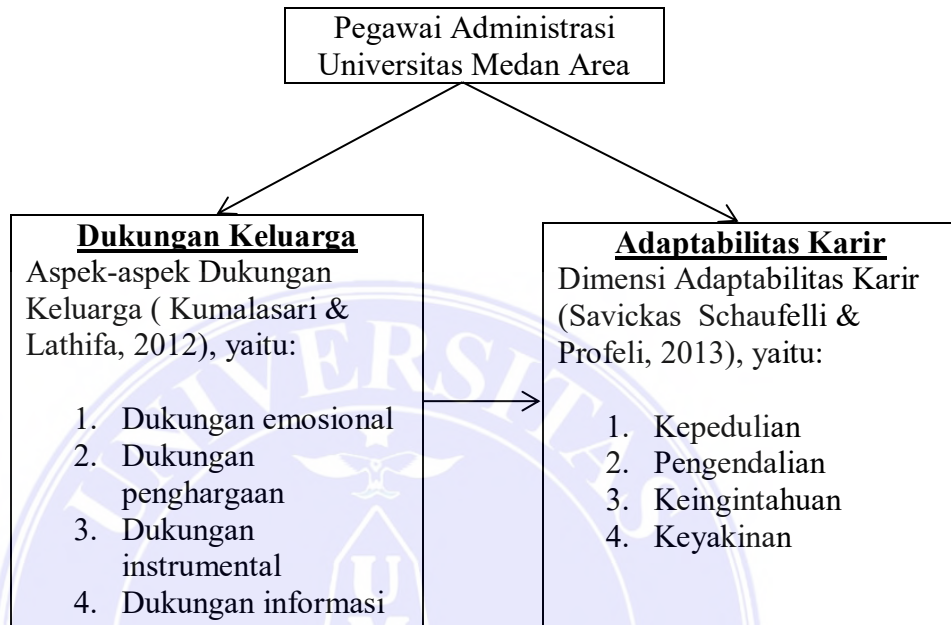 Pegawai Administrasi
Universitas Medan Area
Dukungan Keluarga
Aspek-aspek Dukungan
Keluarga ( Kumalasari &
Lathifa, 2012), yaitu:
1. Dukungan emosional
2. Dukungan
penghargaan
3. Dukungan
instrumental
4. Dukungan informasi
Adaptabilitas Karir
Dimensi Adaptabilitas Karir
(Savickas Schaufelli &
Profeli, 2013), yaitu:
1. Kepedulian
2. Pengendalian
3. Keingintahuan
4. Keyakinan
UNIVERSITAS